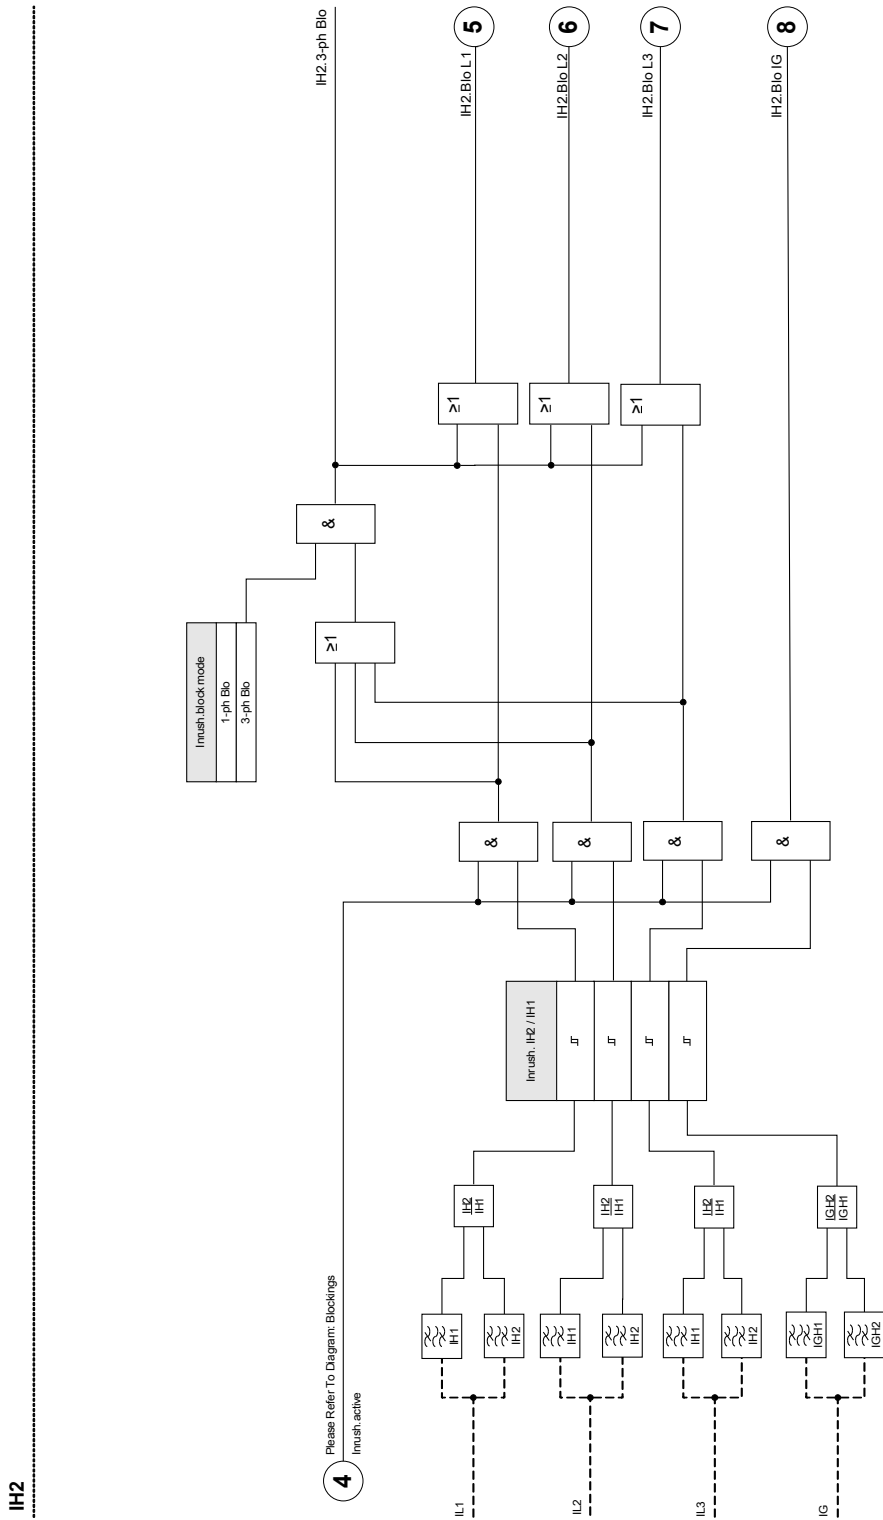 IH2
Please Refer To Diagram: Blockings
4
Inrush.active
IH2.3-ph Blo
Inrush.block mode
1-ph Blo
3-ph Blo
&
≥1
IL1
IH1
IH2
IH2
IH1
Inrush. IH2 / IH1
&
≥1
IH2.Blo L1
5
IL2
IH1
IH2
IH2
IH1
&
≥1
IH2.Blo L2
6
IL3
IH1
IH2
IH2
IH1
&
≥1
IH2.Blo L3
7
IG
IGH1
IGH2
IGH2
IGH1
&
IH2.Blo IG
8